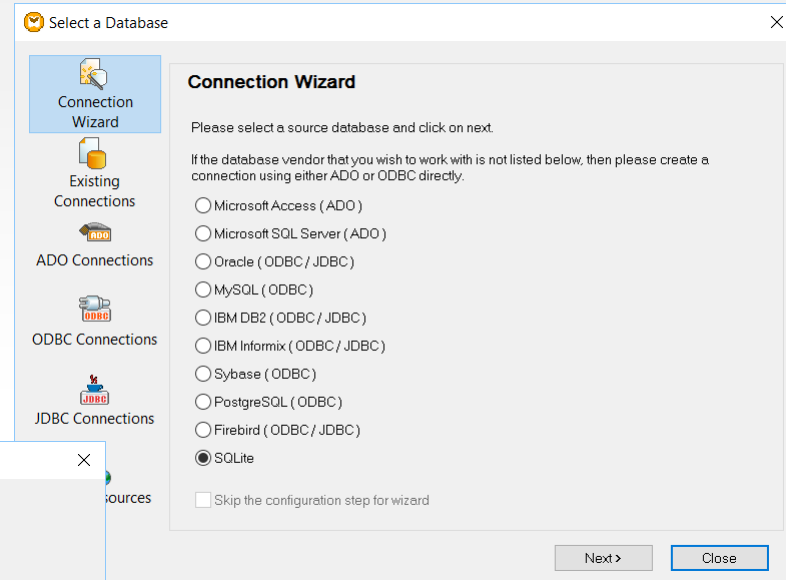 Select a Database
Connection
Wizard
Existing
Connections
ADO
ADO Connections
ODBC
ODBC Connections
JDBC
JDBC Connections
sources
Connection Wizard
Please select a source database and click on next.
If the database vendor that you wish to work with is not listed below, then please create a
connection using either ADO or ODBC directly.
Microsoft Access ( ADO )
Microsoft SQL Server ( ADO )
Oracle ( ODBC / JDBC )
MySQL ( ODBC )
IBM DB2 ( ODBC / JDBC )
IBM Informix ( ODBC / JDBC )
Sybase ( ODBC )
PostgreSQL ( ODBC )
Firebird ( ODBC / JDBC )
SQLite
Skip the configuration step for wizard
Next >
Close